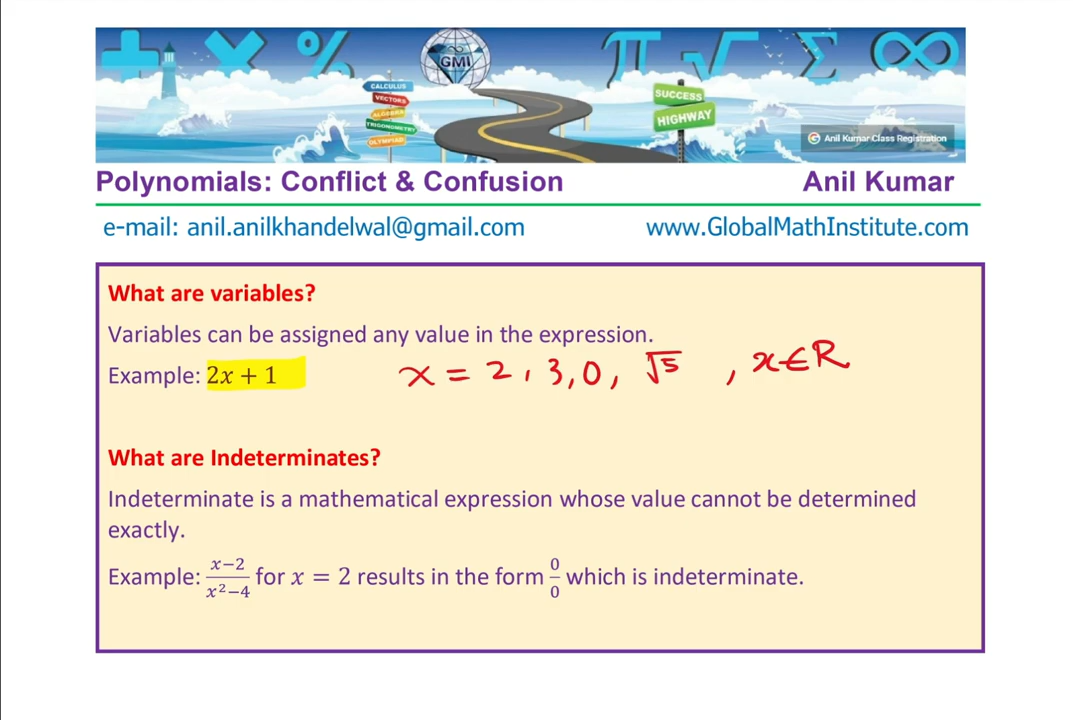 GMI
CALCULUS
VECTORS
ALGEBRA
TRIGONOMETRY
OLYMPIAD
SUCCESS
HIGHWAY
Anil Kumar Class Registration
Polynomials: Conflict & Confusion Anil Kumar
e-mail: anil.anilkhandelwal@gmail.com www.GlobalMathInstitute.com
What are variables?
Variables can be assigned any value in the expression.
Example: 2x + 1 x = 2, 3, 0, √5 , x∈R
What are Indeterminates?
Indeterminate is a mathematical expression whose value cannot be determined
exactly.
Example: (x−2)/(x²−4) for x = 2 results in the form 0/0 which is indeterminate.